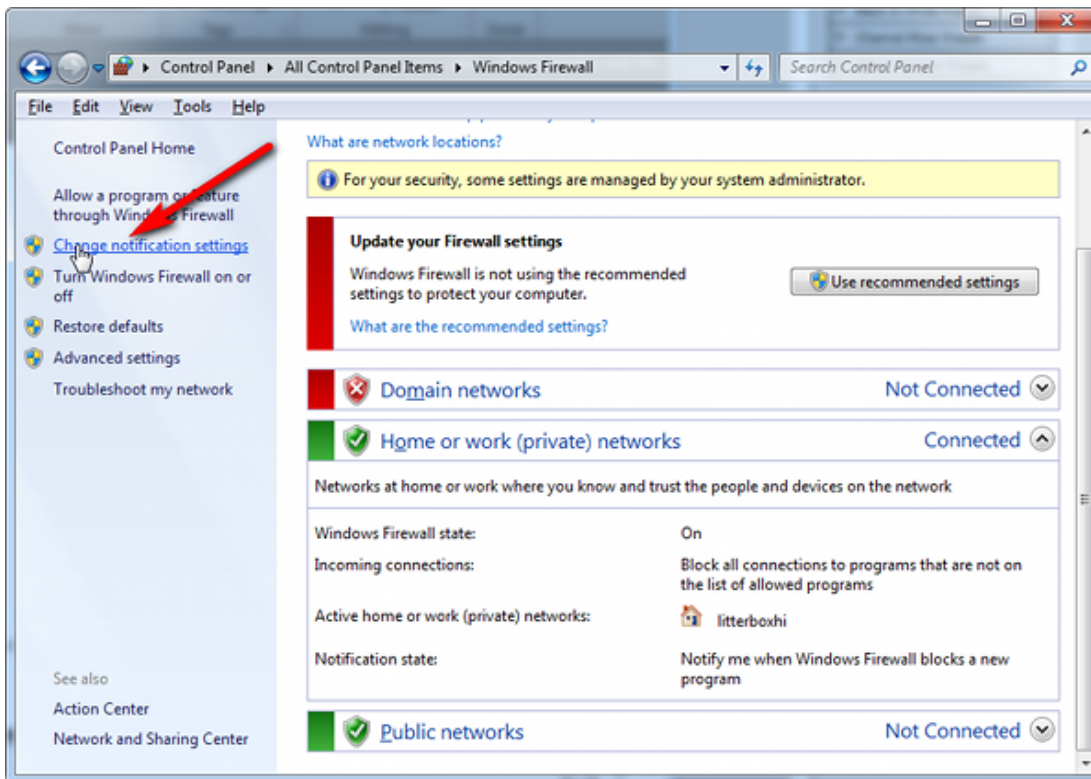 Control Panel ▸ All Control Panel Items ▸ Windows Firewall
Search Control Panel
File Edit View Tools Help
Control Panel Home
Allow a program or feature
through Windows Firewall
Change notification settings
Turn Windows Firewall on or
off
Restore defaults
Advanced settings
Troubleshoot my network
See also
Action Center
Network and Sharing Center
What are network locations?
For your security, some settings are managed by your system administrator.
Update your Firewall settings
Windows Firewall is not using the recommended
settings to protect your computer.
Use recommended settings
What are the recommended settings?
Domain networks Not Connected
Home or work (private) networks Connected
Networks at home or work where you know and trust the people and devices on the network
Windows Firewall state: On
Incoming connections: Block all connections to programs that are not on
the list of allowed programs
Active home or work (private) networks: litterboxhi
Notification state: Notify me when Windows Firewall blocks a new
program
Public networks Not Connected